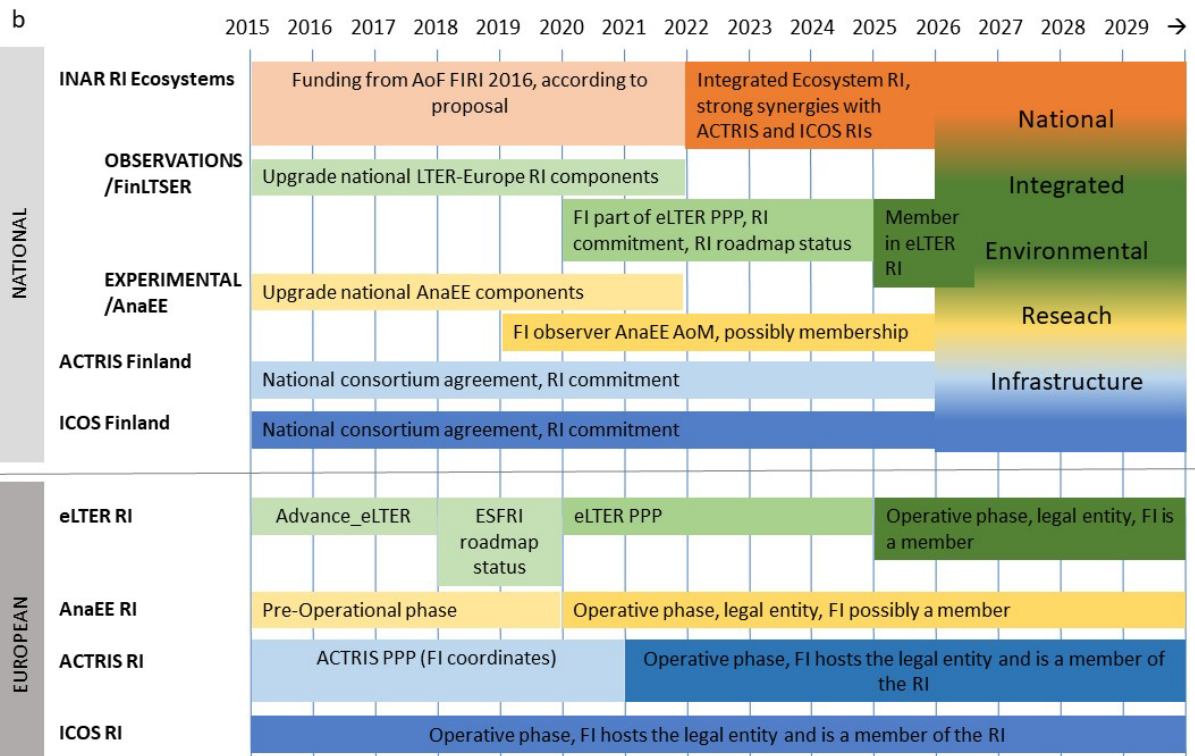 b
2015 2016 2017 2018 2019 2020 2021 2022 2023 2024 2025 2026 2027 2028 2029 →
NATIONAL
INAR RI Ecosystems
Funding from AoF FIRI 2016, according to
proposal
Integrated Ecosystem RI,
strong synergies with
ACTRIS and ICOS RIs
National
Integrated
Environmental
Reseach
Infrastructure
OBSERVATIONS
/FinLTSER
Upgrade national LTER-Europe RI components
FI part of eLTER PPP, RI
commitment, RI roadmap status
Member
in eLTER
RI
EXPERIMENTAL
/AnaEE
Upgrade national AnaEE components
FI observer AnaEE AoM, possibly membership
ACTRIS Finland
National consortium agreement, RI commitment
ICOS Finland
National consortium agreement, RI commitment
EUROPEAN
eLTER RI
Advance_eLTER
ESFRI
roadmap
status
eLTER PPP
Operative phase, legal entity, FI is
a member
AnaEE RI
Pre-Operational phase
Operative phase, legal entity, FI possibly a member
ACTRIS RI
ACTRIS PPP (FI coordinates)
Operative phase, FI hosts the legal entity and is a member of
the RI
ICOS RI
Operative phase, FI hosts the legal entity and is a member of the RI